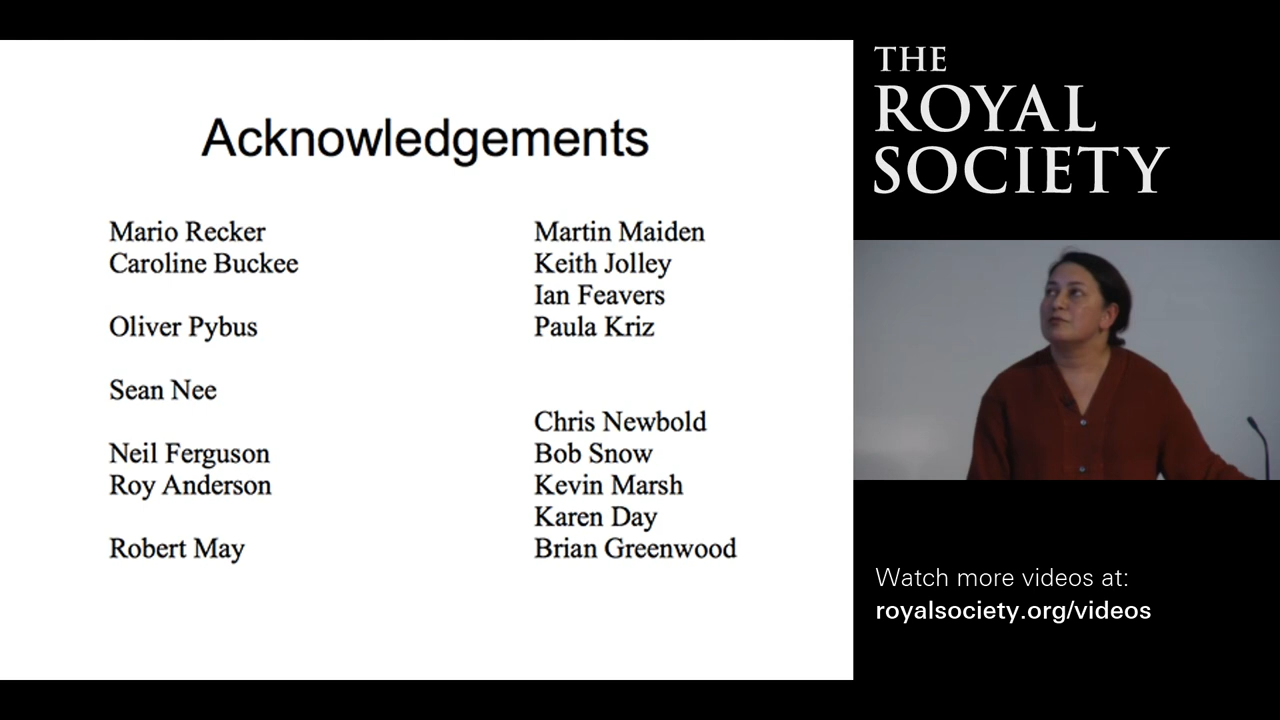 Acknowledgements
Mario Recker
Caroline Buckee
Oliver Pybus
Sean Nee
Neil Ferguson
Roy Anderson
Robert May
Martin Maiden
Keith Jolley
Ian Feavers
Paula Kriz
Chris Newbold
Bob Snow
Kevin Marsh
Karen Day
Brian Greenwood
THE
ROYAL
SOCIETY
Watch more videos at:
royalsociety.org/videos